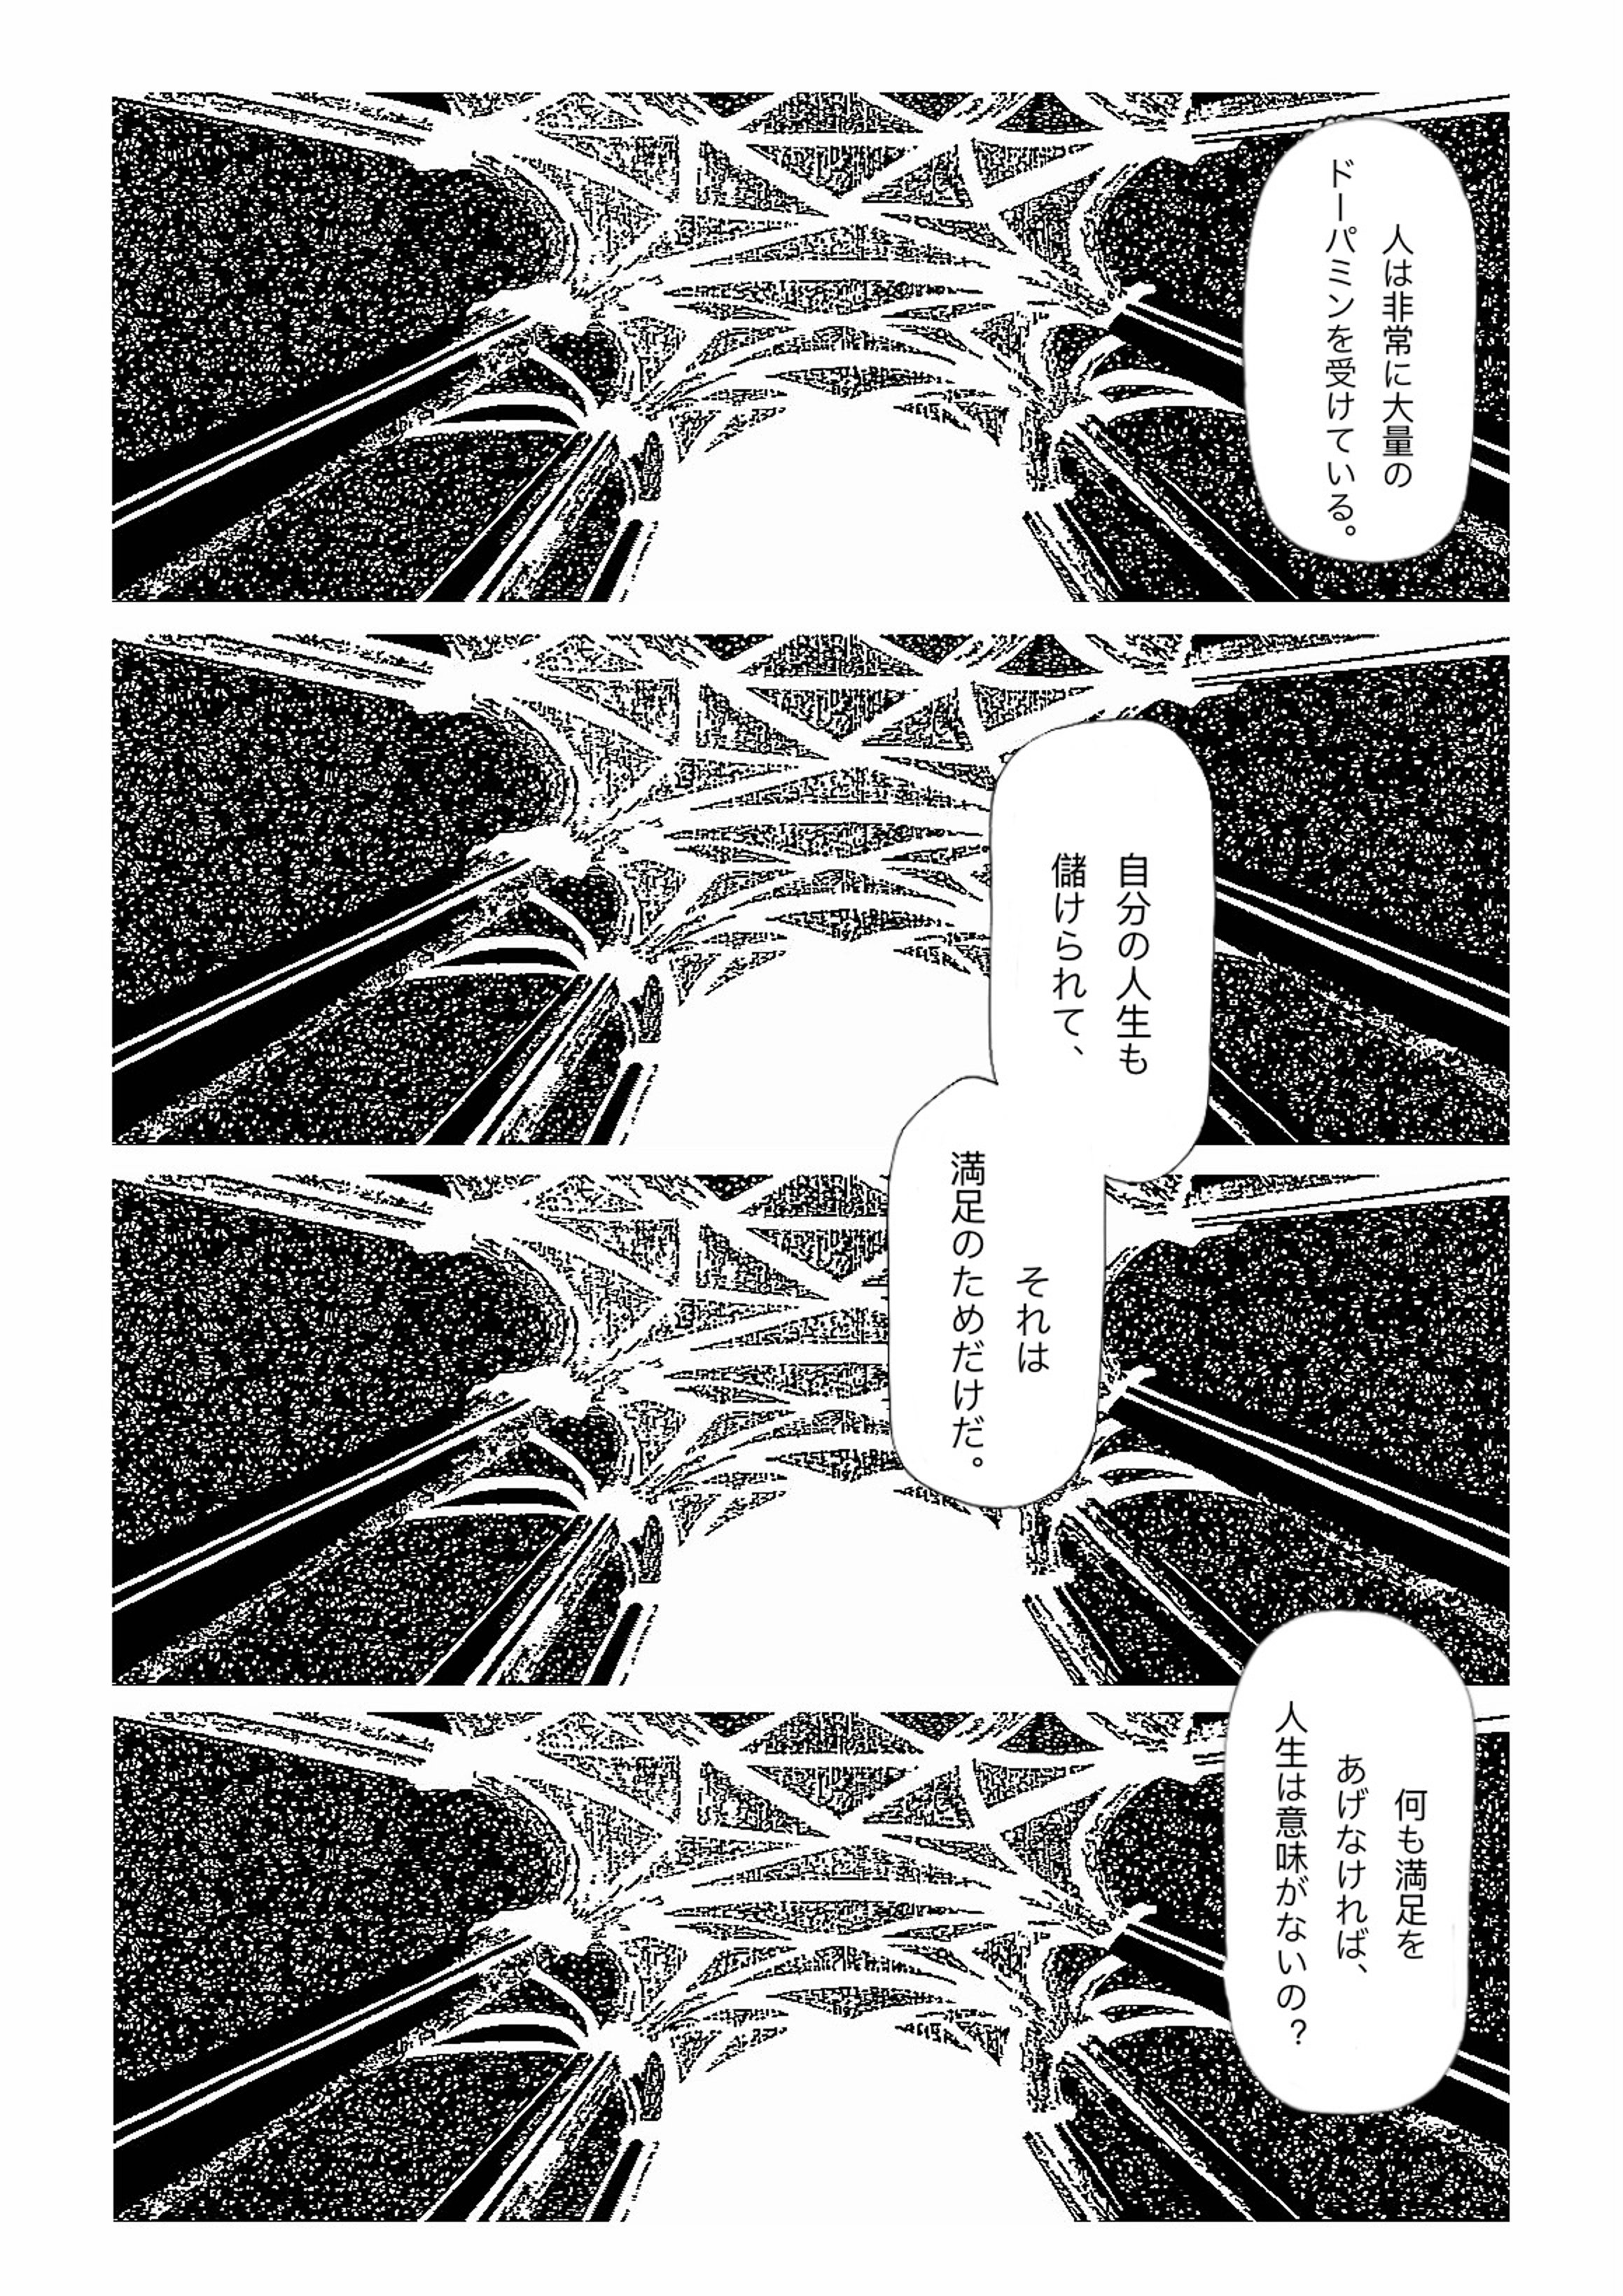 人は非常に大量の
ドーパミンを受けている。
自分の人生も
儲けられて、
それは
満足のためだけだ。
何も満足を
あげなければ、
人生は意味がないの？